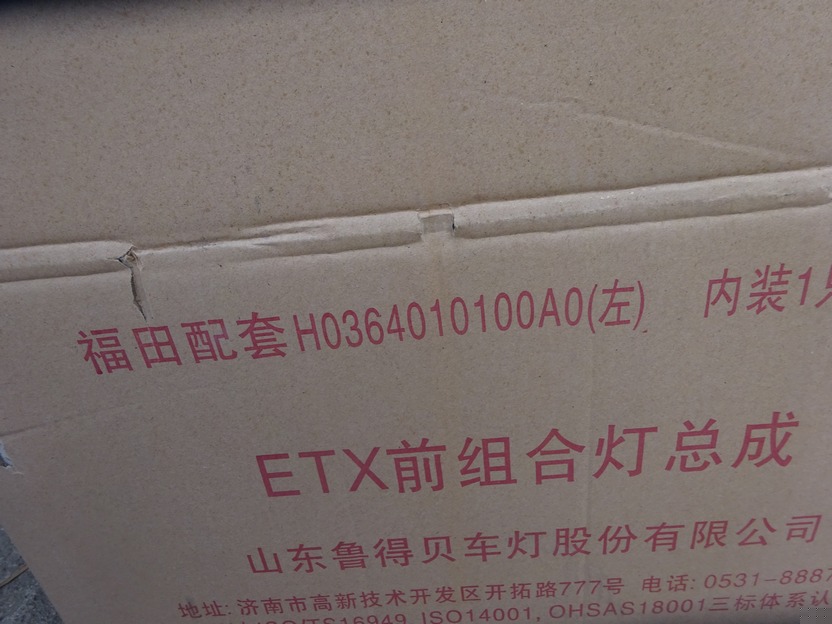 福田配套H0364010100A0(左) 内装1只
ETX前组合灯总成
山东鲁得贝车灯股份有限公司
地址: 济南市高新技术开发区开拓路777号 电话: 0531-8887
ISO/TS16949, ISO14001, OHSAS18001三标体系认